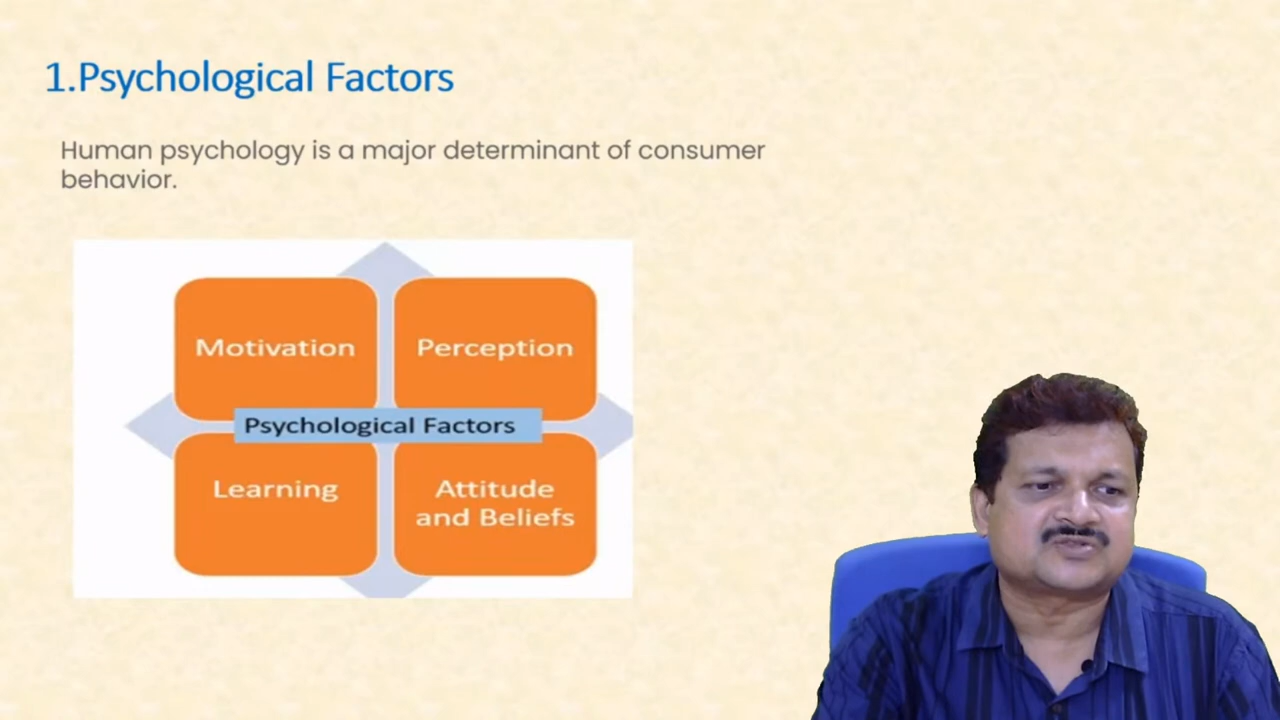 1.Psychological Factors
Human psychology is a major determinant of consumer
behavior.
Motivation
Perception
Psychological Factors
Learning
Attitude
and Beliefs